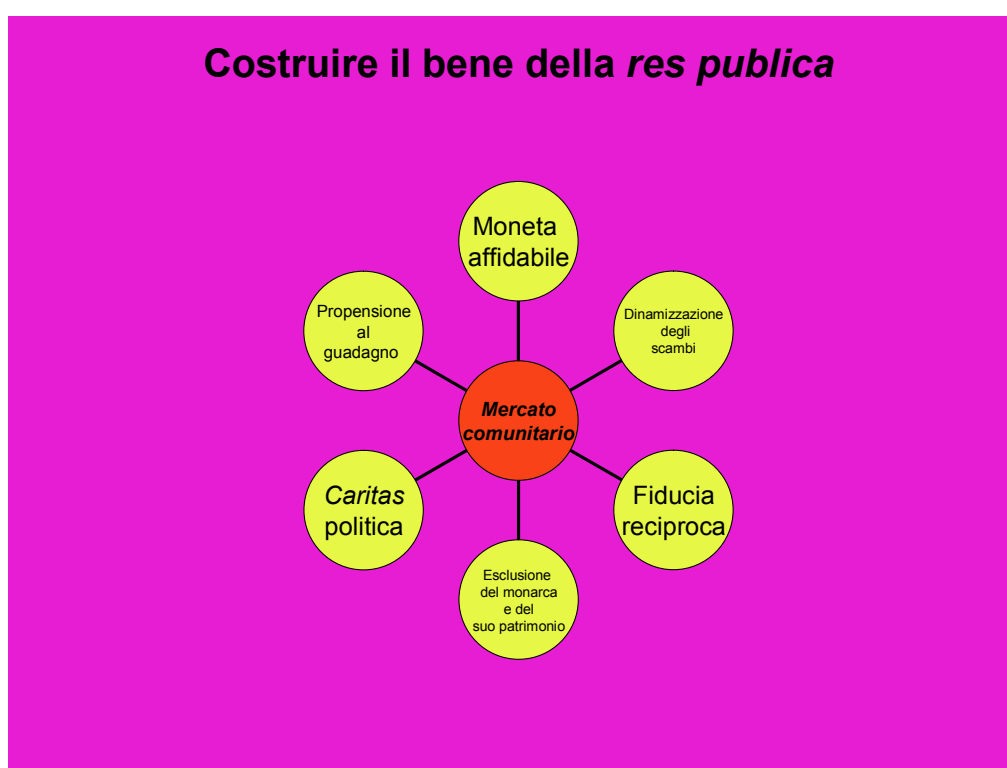 Costruire il bene della res publica
Moneta
affidabile
Propensione
al
guadagno
Dinamizzazione
degli
scambi
Mercato
comunitario
Caritas
politica
Fiducia
reciproca
Esclusione
del monarca
e del
suo patrimonio